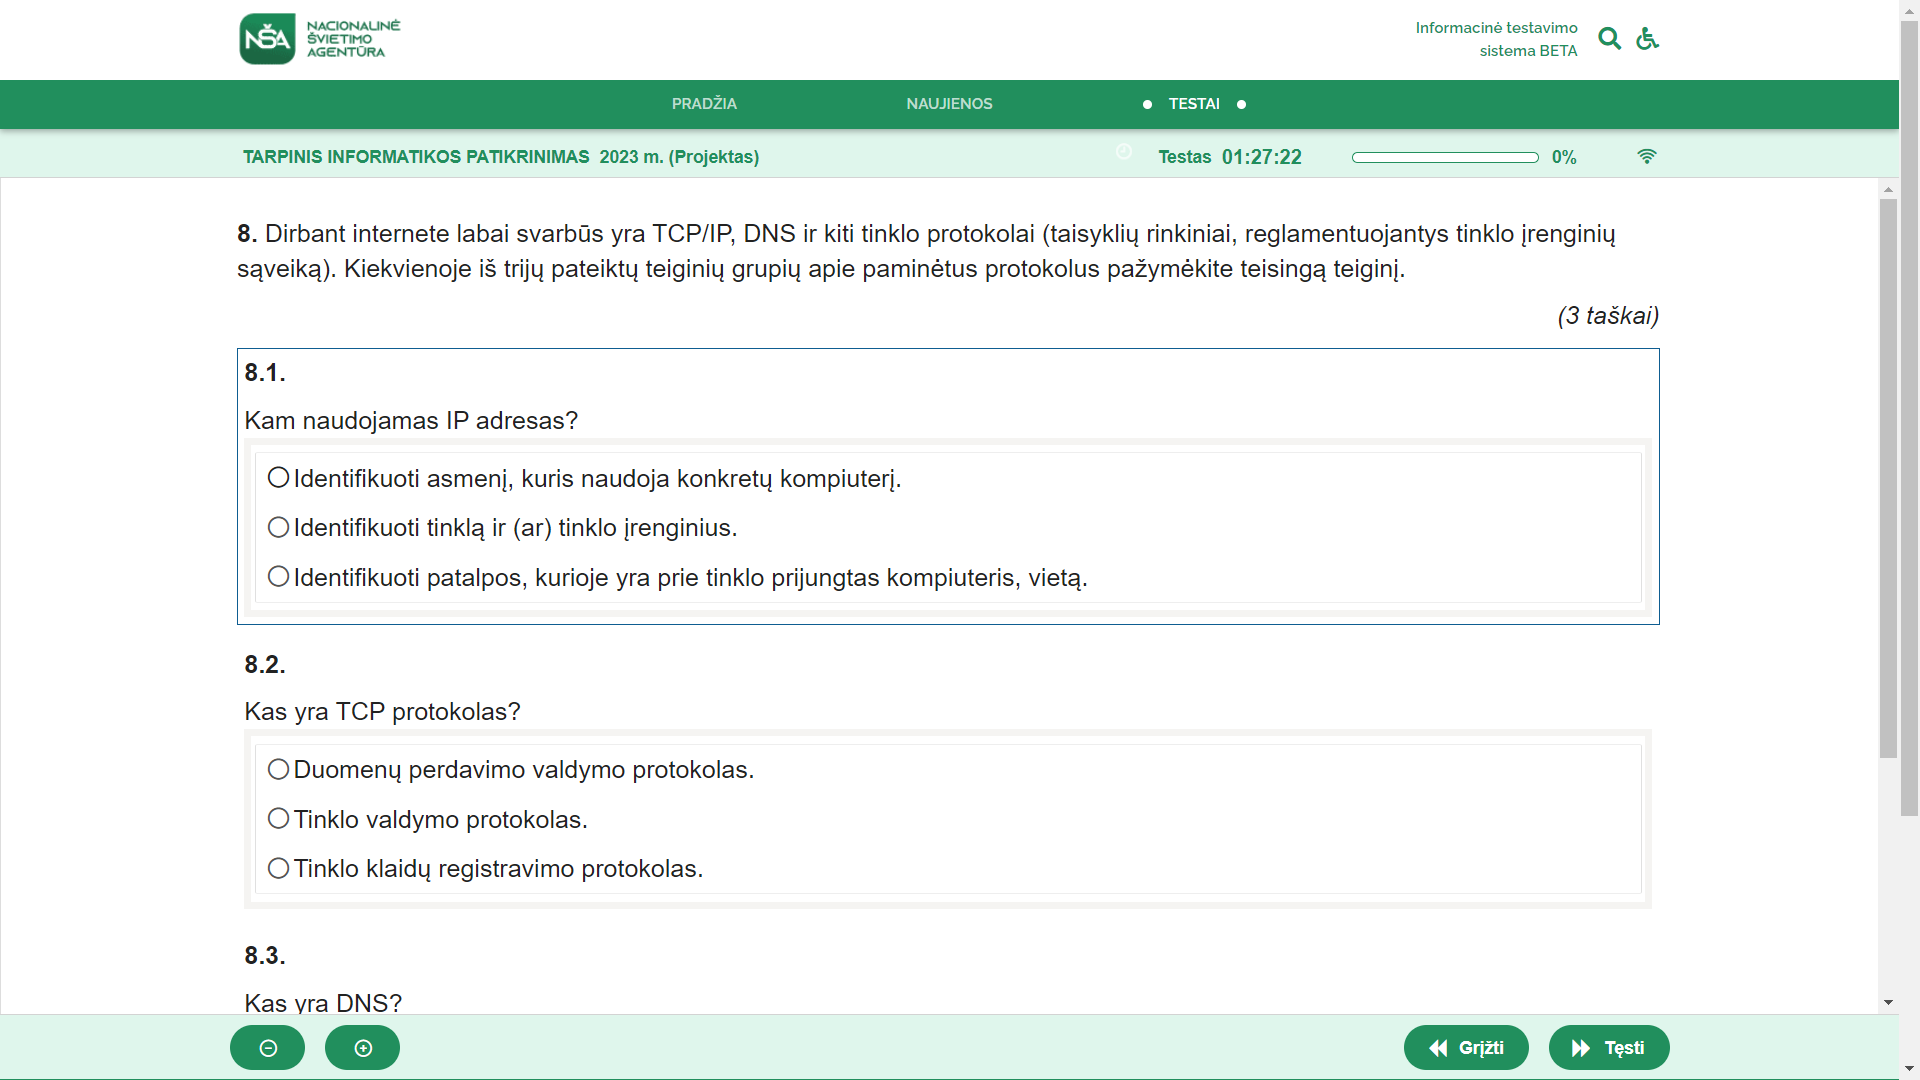 NŠA
NACIONALINĖ
ŠVIETIMO
AGENTŪRA
Informacinė testavimo
sistema BETA
PRADŽIA
NAUJIENOS
TESTAI
TARPINIS INFORMATIKOS PATIKRINIMAS 2023 m. (Projektas)
Testas 01:27:22
0%
8. Dirbant internete labai svarbūs yra TCP/IP, DNS ir kiti tinklo protokolai (taisyklių rinkiniai, reglamentuojantys tinklo įrenginių
sąveiką). Kiekvienoje iš trijų pateiktų teiginių grupių apie paminėtus protokolus pažymėkite teisingą teiginį.
(3 taškai)
8.1.
Kam naudojamas IP adresas?
Identifikuoti asmenį, kuris naudoja konkretų kompiuterį.
Identifikuoti tinklą ir (ar) tinklo įrenginius.
Identifikuoti patalpos, kurioje yra prie tinklo prijungtas kompiuteris, vietą.
8.2.
Kas yra TCP protokolas?
Duomenų perdavimo valdymo protokolas.
Tinklo valdymo protokolas.
Tinklo klaidų registravimo protokolas.
8.3.
Kas yra DNS?
Grįžti
Tęsti